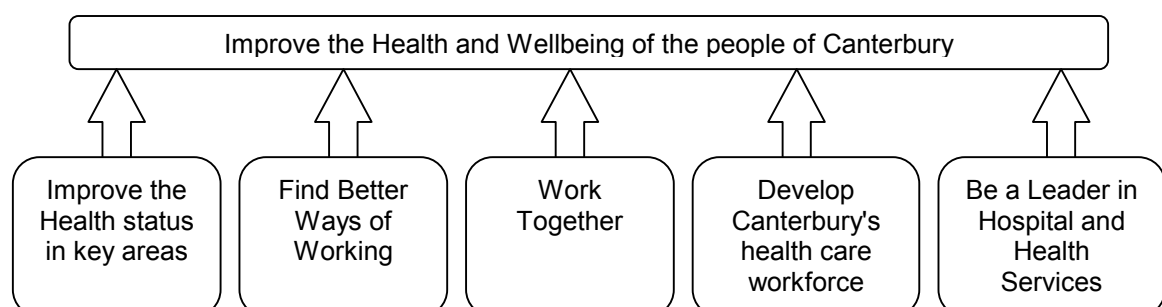 Improve the Health and Wellbeing of the people of Canterbury
Improve the
Health status
in key areas
Find Better
Ways of
Working
Work
Together
Develop
Canterbury's
health care
workforce
Be a Leader in
Hospital and
Health
Services